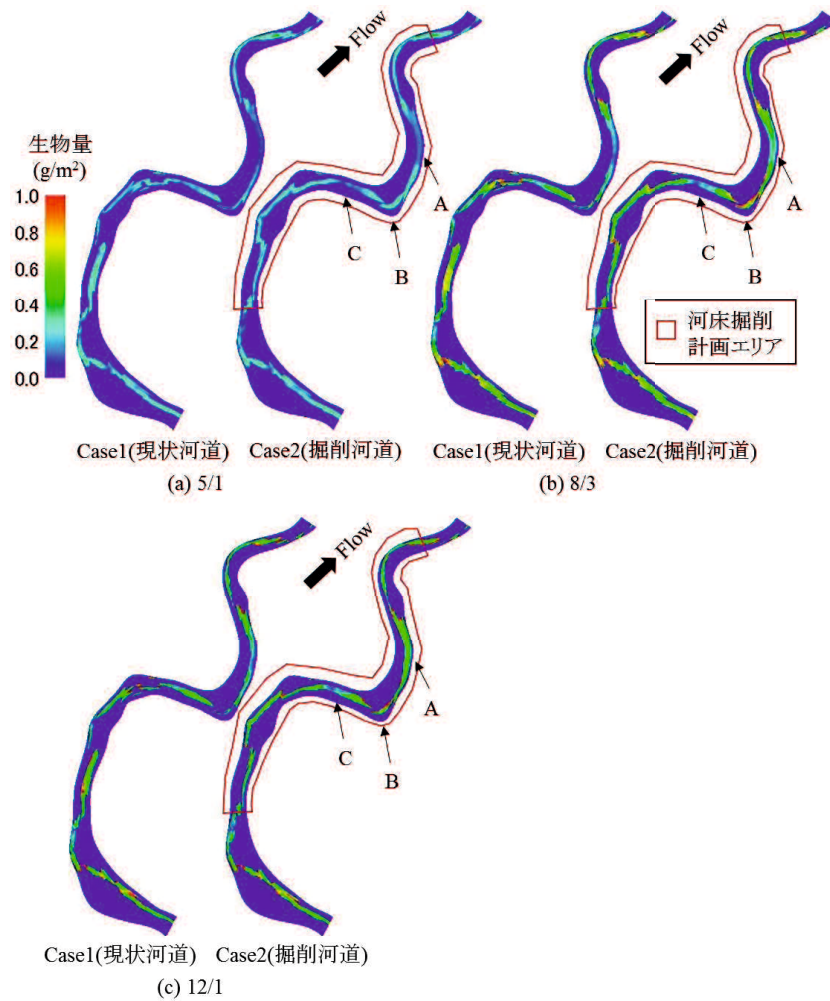 Flow
Flow
生物量
(g/m²)
1.0
0.8
0.6
0.4
0.2
0.0
A
B
C
A
B
C
河床掘削
計画エリア
Case1(現状河道)
Case2(掘削河道)
Case1(現状河道)
Case2(掘削河道)
(a) 5/1
(b) 8/3
Flow
A
B
C
Case1(現状河道)
Case2(掘削河道)
(c) 12/1